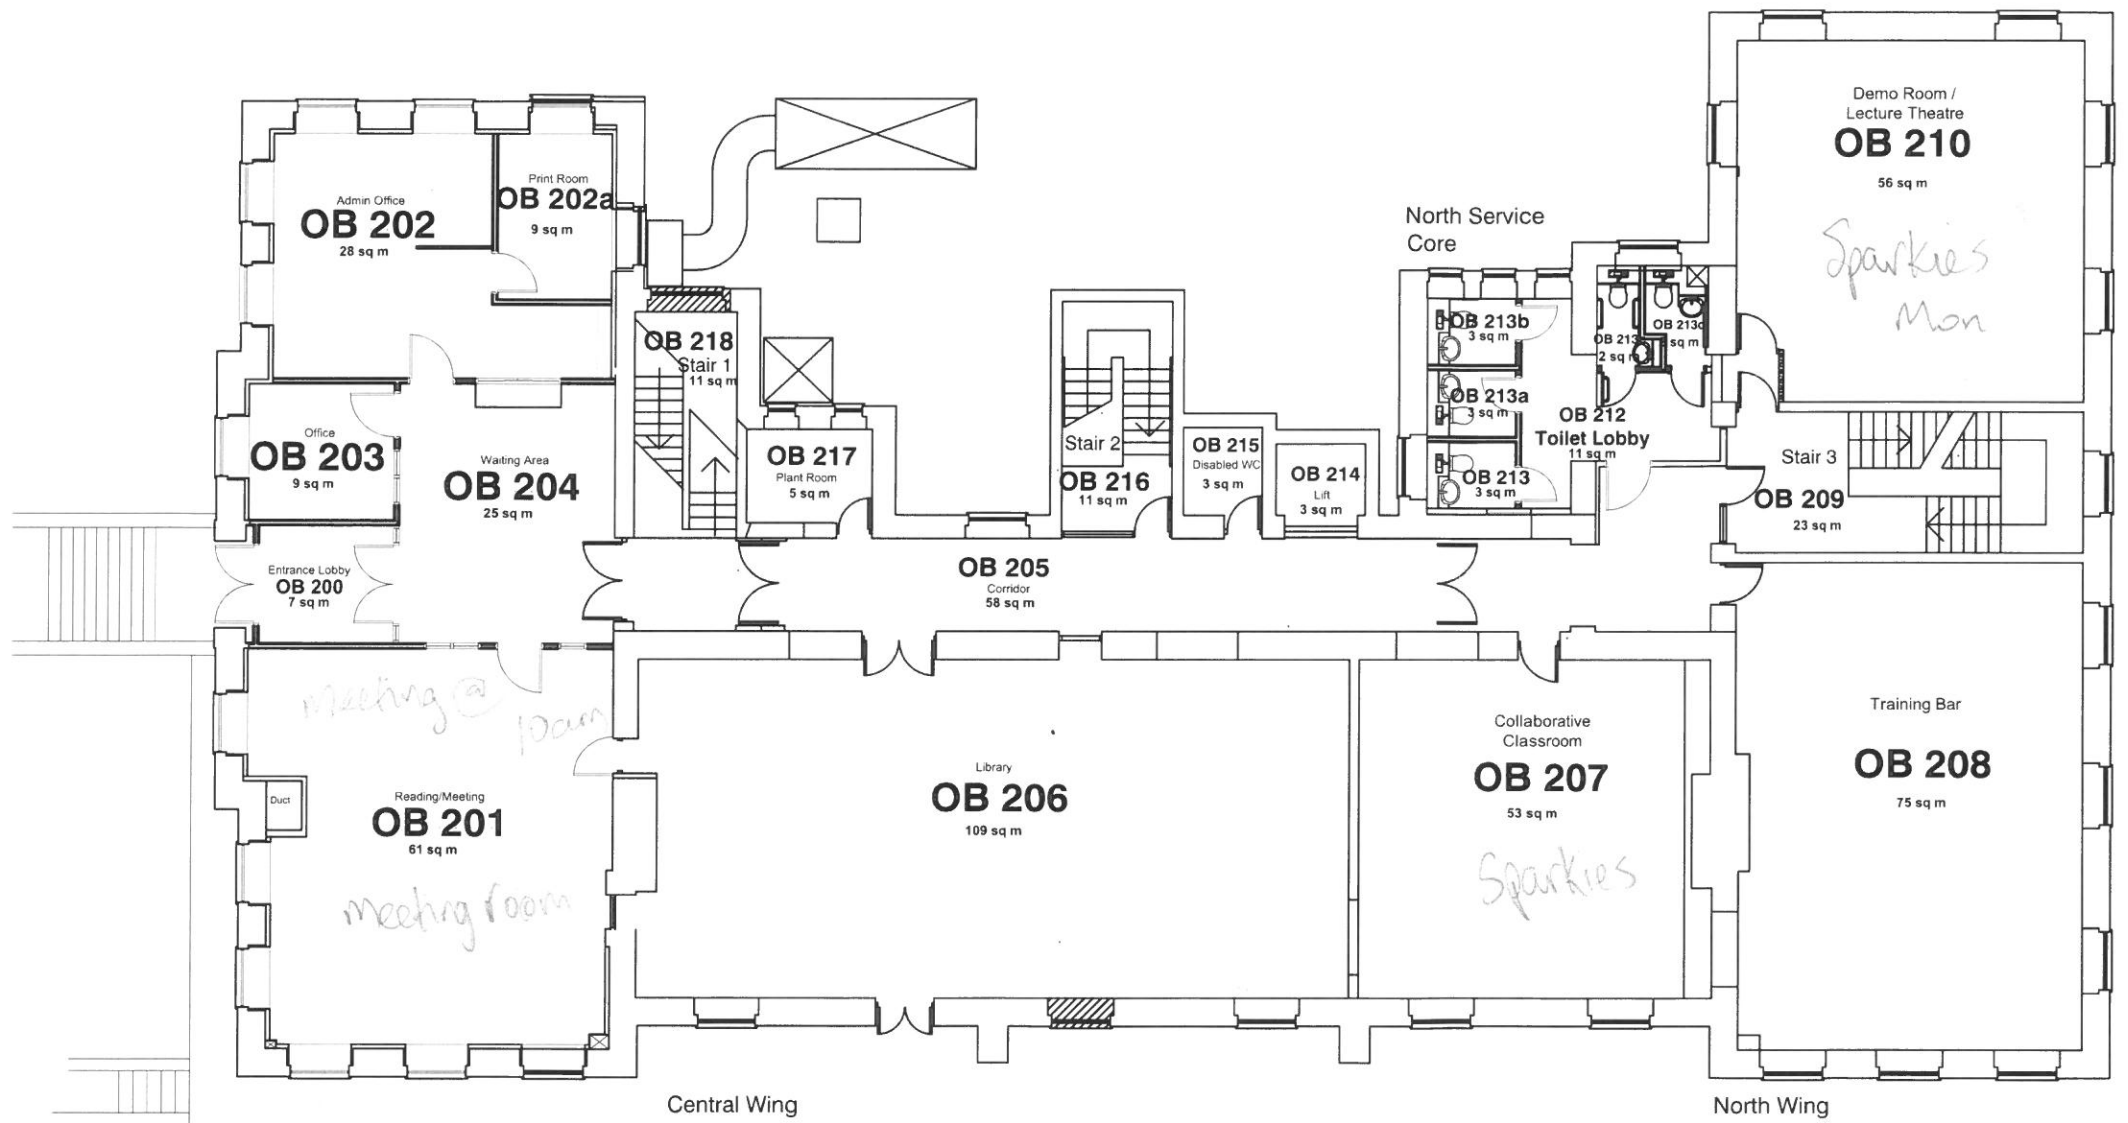 Demo Room /
Lecture Theatre
OB 210
56 sq m
Sparkies
Mon
Print Room
OB 202a
9 sq m
Admin Office
OB 202
28 sq m
North Service
Core
OB 213b
3 sq m
OB 213a
3 sq m
OB 213
3 sq m
OB 213
2 sq m
OB 213c
sq m
OB 212
Toilet Lobby
11 sq m
OB 218
Stair 1
11 sq m
Office
OB 203
9 sq m
Waiting Area
OB 204
25 sq m
OB 217
Plant Room
5 sq m
Stair 2
OB 216
11 sq m
OB 215
Disabled WC
3 sq m
OB 214
Lift
3 sq m
Stair 3
OB 209
23 sq m
Entrance Lobby
OB 200
7 sq m
OB 205
Corridor
58 sq m
Meeting @
10am
Duct
Reading/Meeting
OB 201
61 sq m
Meeting room
Library
OB 206
109 sq m
Collaborative
Classroom
OB 207
53 sq m
Sparkies
Training Bar
OB 208
75 sq m
Central Wing
North Wing